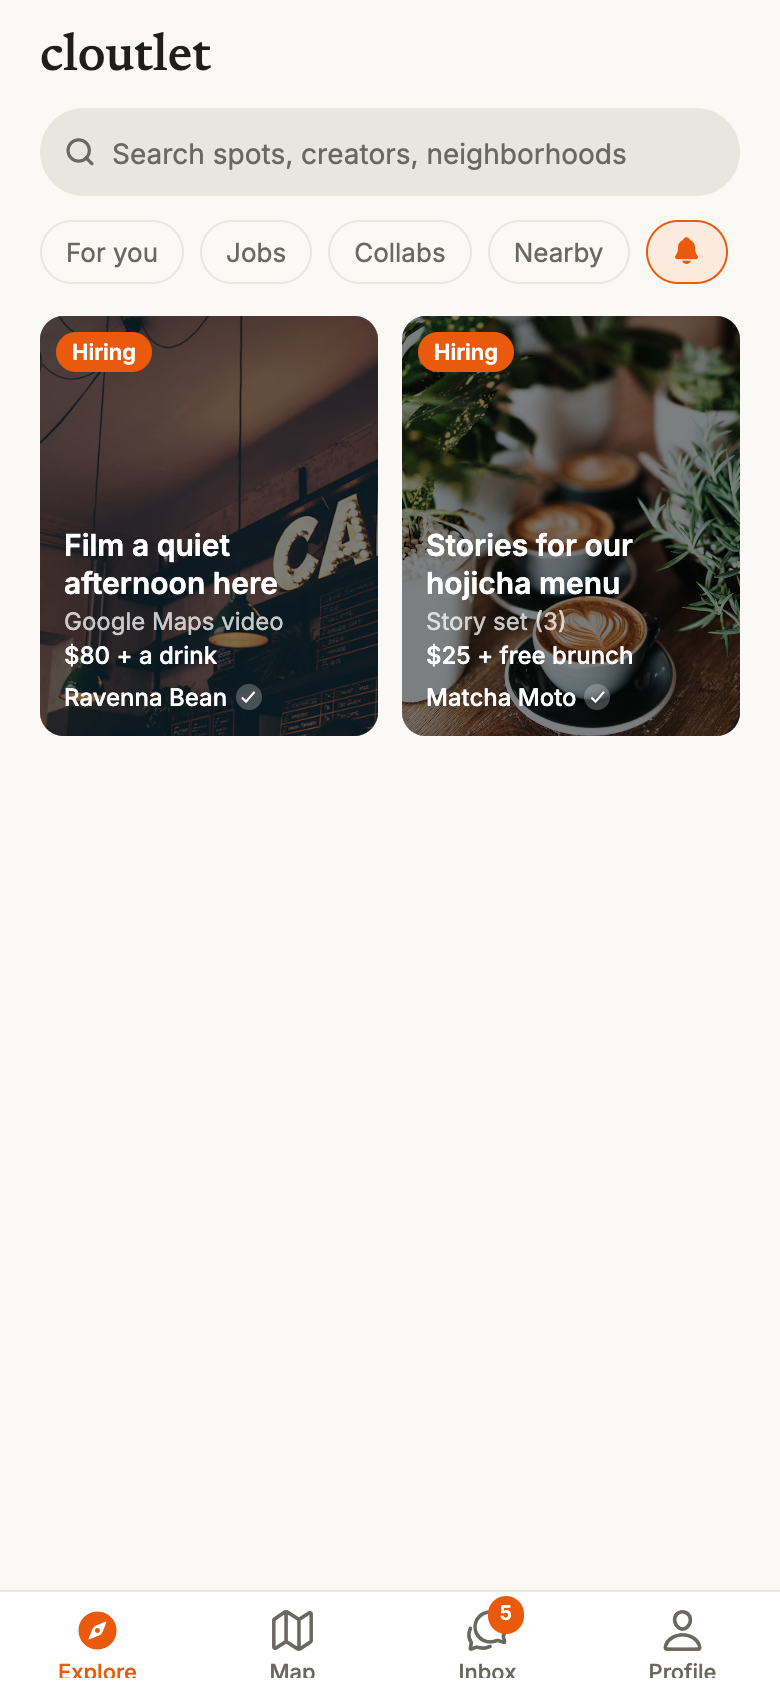 cloutlet
Search spots, creators, neighborhoods
For you
Jobs
Collabs
Nearby
Hiring
CA
Film a quiet
afternoon here
Google Maps video
$80 + a drink
Ravenna Bean
Hiring
Stories for our
hojicha menu
Story set (3)
$25 + free brunch
Matcha Moto
Explore
Map
5
Inbox
Profile